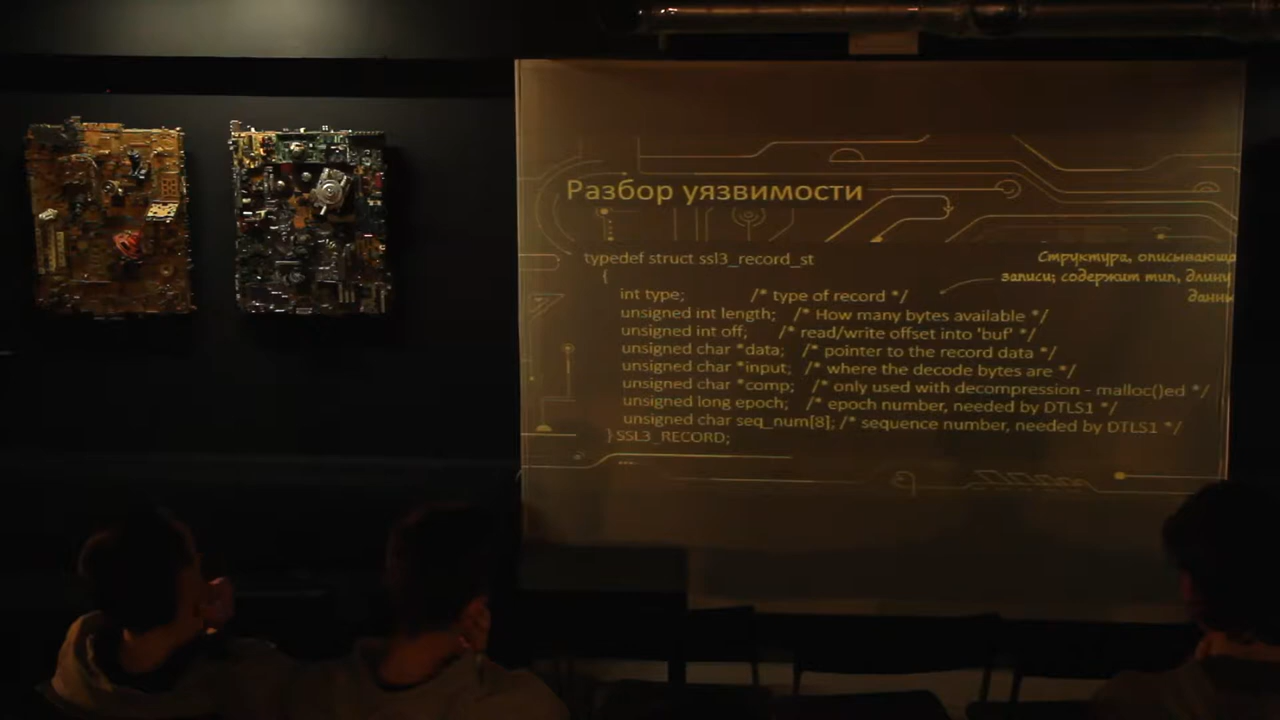 Разбор уязвимости
typedef struct ssl3_record_st
{
int type; /* type of record */
unsigned int length; /* How many bytes available */
unsigned int off; /* read/write offset into 'buf' */
unsigned char *data; /* pointer to the record data */
unsigned char *input; /* where the decode bytes are */
unsigned char *comp; /* only used with decompression - malloc()ed */
unsigned long epoch; /* epoch number, needed by DTLS1 */
unsigned char seq_num[8]; /* sequence number, needed by DTLS1 */
} SSL3_RECORD;
Структура, описывающ
записи; содержит тип, длину
данн